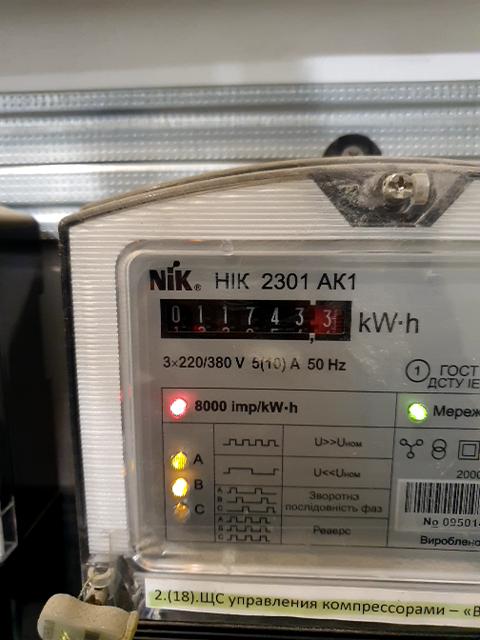 NiK® НІК 2301 АК1
0 1 1 7 4 3, 3 kW·h
3×220/380 V 5(10) A 50 Hz
1 ГОСТ
ДСТУ IE
8000 imp/kW·h
Мереж
U>>Uном
A
U<<Uном
B
A B C Зворотна послідовність фаз
C
A B C Реверс
2000
№ 09501
Вироблено
2.(18).ЩС управления компрессорами – «В